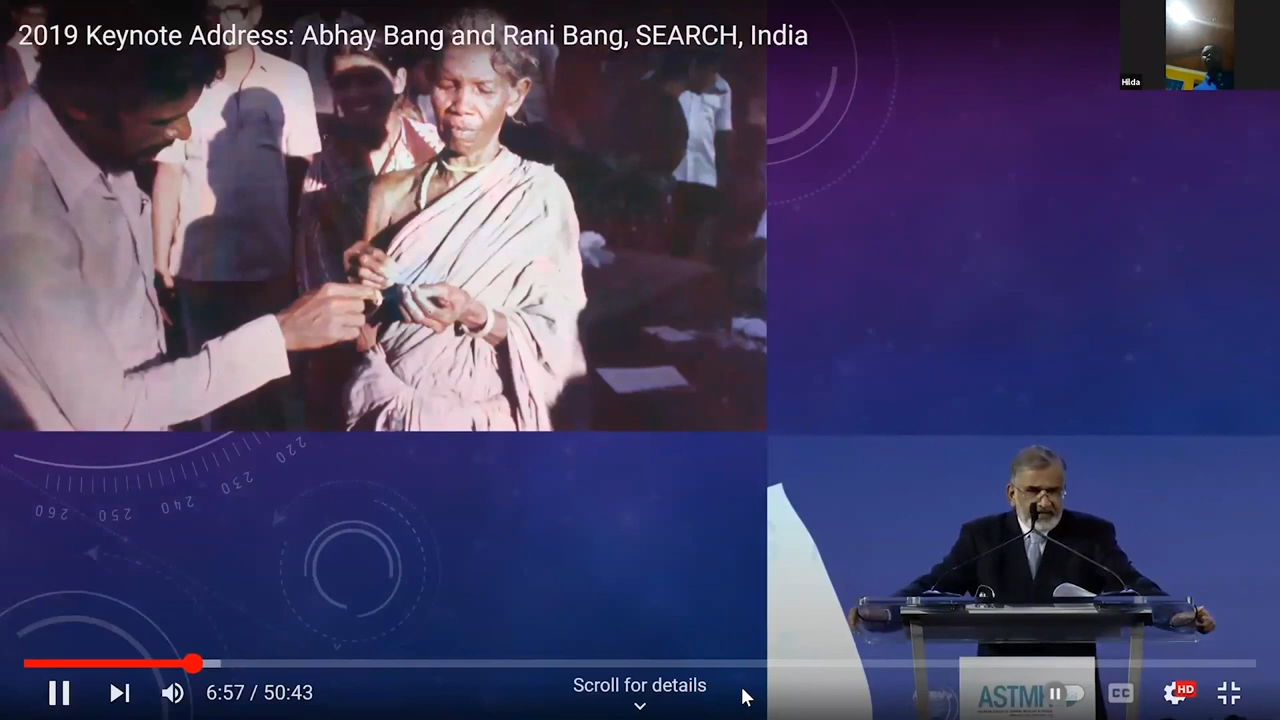 2019 Keynote Address: Abhay Bang and Rani Bang, SEARCH, India
Hilda
220
230
240
250
260
6:57 / 50:43
Scroll for details
CC
HD
ASTMH